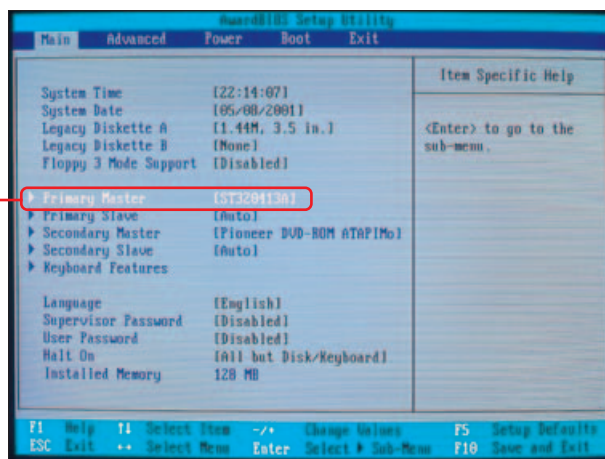 AwardBIOS Setup Utility
Main Advanced Power Boot Exit
System Time [22:14:07]
System Date [05/08/2001]
Legacy Diskette A [1.44M, 3.5 in.]
Legacy Diskette B [None]
Floppy 3 Mode Support [Disabled]
Primary Master [ST320413A]
Primary Slave [Auto]
Secondary Master [Pioneer DVD-ROM ATAPIMo]
Secondary Slave [Auto]
Keyboard Features
Language [English]
Supervisor Password [Disabled]
User Password [Disabled]
Halt On [All but Disk/Keyboard]
Installed Memory 128 MB
Item Specific Help
<Enter> to go to the
sub-menu.
F1 Help ↑↓ Select Item -/+ Change Values F5 Setup Defaults
ESC Exit ↔ Select Menu Enter Select ▶ Sub-Menu F10 Save and Exit